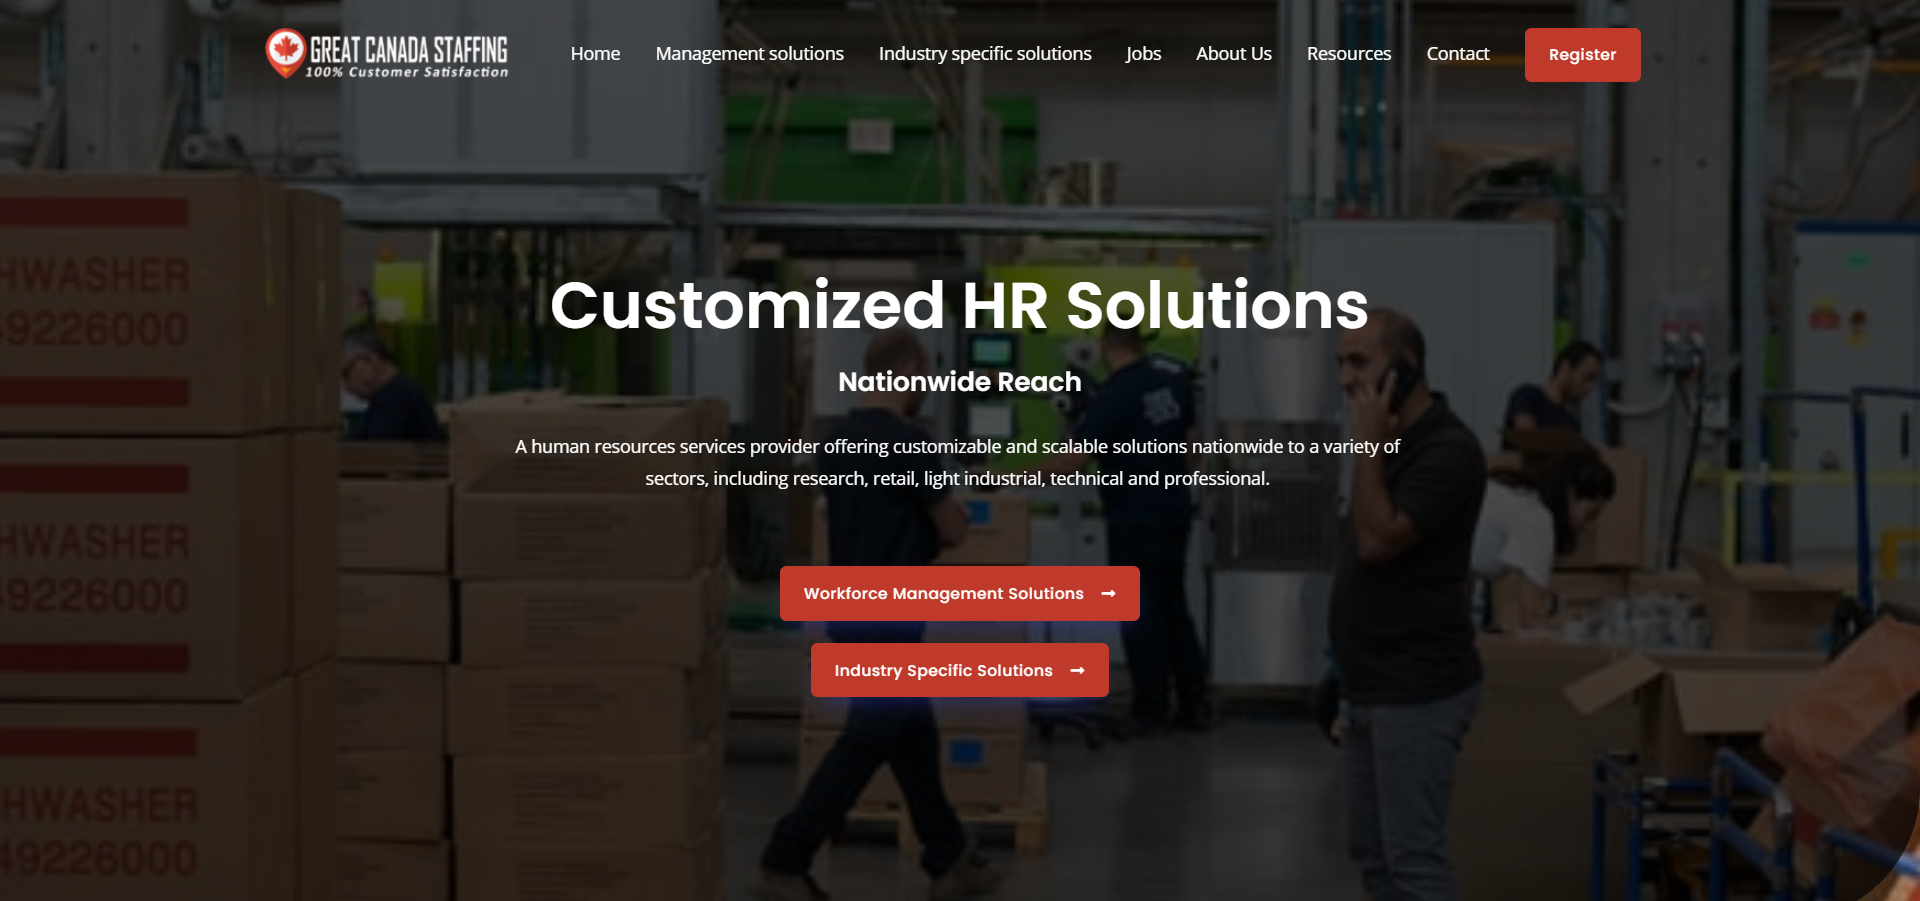 GREAT CANADA STAFFING
100% Customer Satisfaction
Home
Management solutions
Industry specific solutions
Jobs
About Us
Resources
Contact
Register
HWASHER
49226000
Customized HR Solutions
Nationwide Reach
A human resources services provider offering customizable and scalable solutions nationwide to a variety of
sectors, including research, retail, light industrial, technical and professional.
HWASHER
49226000
Workforce Management Solutions
Industry Specific Solutions
HWASHER
49226000